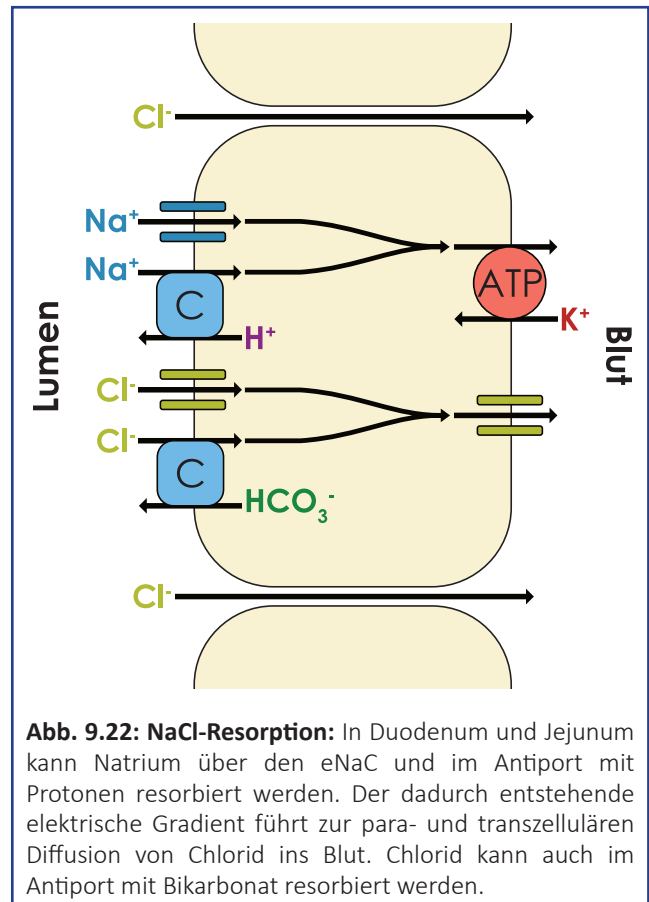 Cl⁻
Na⁺
Na⁺
C
H⁺
ATP
K⁺
Lumen
Blut
Cl⁻
Cl⁻
C
HCO₃⁻
Cl⁻
Abb. 9.22: NaCl-Resorption: In Duodenum und Jejunum
kann Natrium über den eNaC und im Antiport mit
Protonen resorbiert werden. Der dadurch entstehende
elektrische Gradient führt zur para- und transzellulären
Diffusion von Chlorid ins Blut. Chlorid kann auch im
Antiport mit Bikarbonat resorbiert werden.